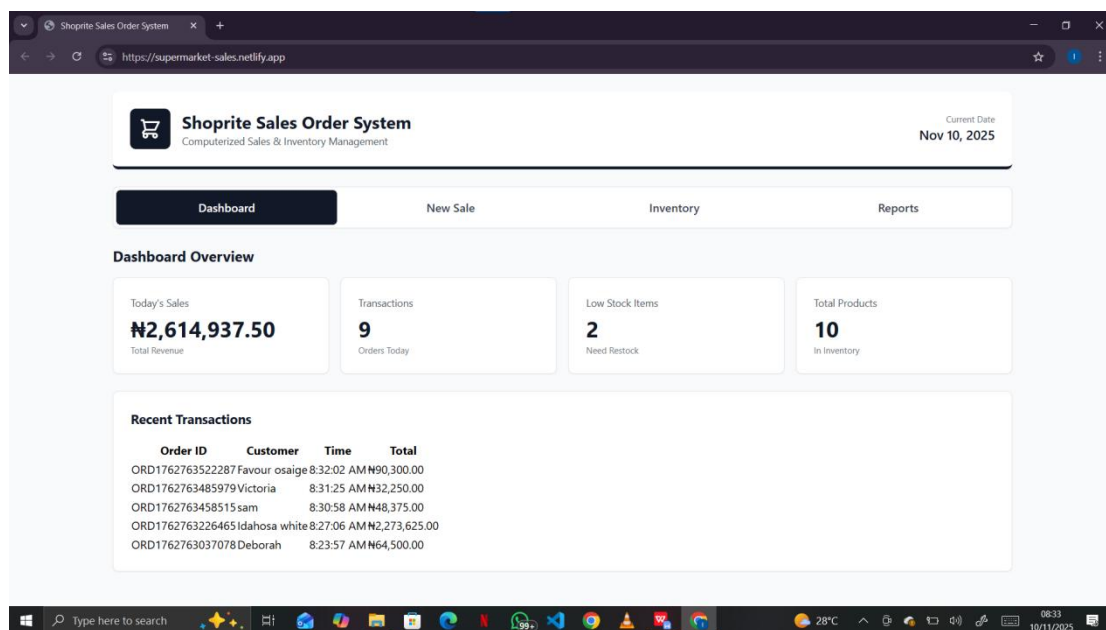 Shoprite Sales Order System
https://supermarket-sales.netlify.app
I
Shoprite Sales Order System
Computerized Sales & Inventory Management
Current Date
Nov 10, 2025
Dashboard New Sale Inventory Reports
Dashboard Overview
Today's Sales Transactions Low Stock Items Total Products
₦2,614,937.50 9 2 10
Total Revenue Orders Today Need Restock In Inventory
Recent Transactions
Order ID Customer Time Total
ORD1762763522287 Favour osaige 8:32:02 AM ₦90,300.00
ORD1762763485979 Victoria 8:31:25 AM ₦32,250.00
ORD1762763458515 sam 8:30:58 AM ₦48,375.00
ORD1762763226465 Idahosa white 8:27:06 AM ₦2,273,625.00
ORD1762763037078 Deborah 8:23:57 AM ₦64,500.00
Type here to search 99+ 28°C 08:33
10/11/2025